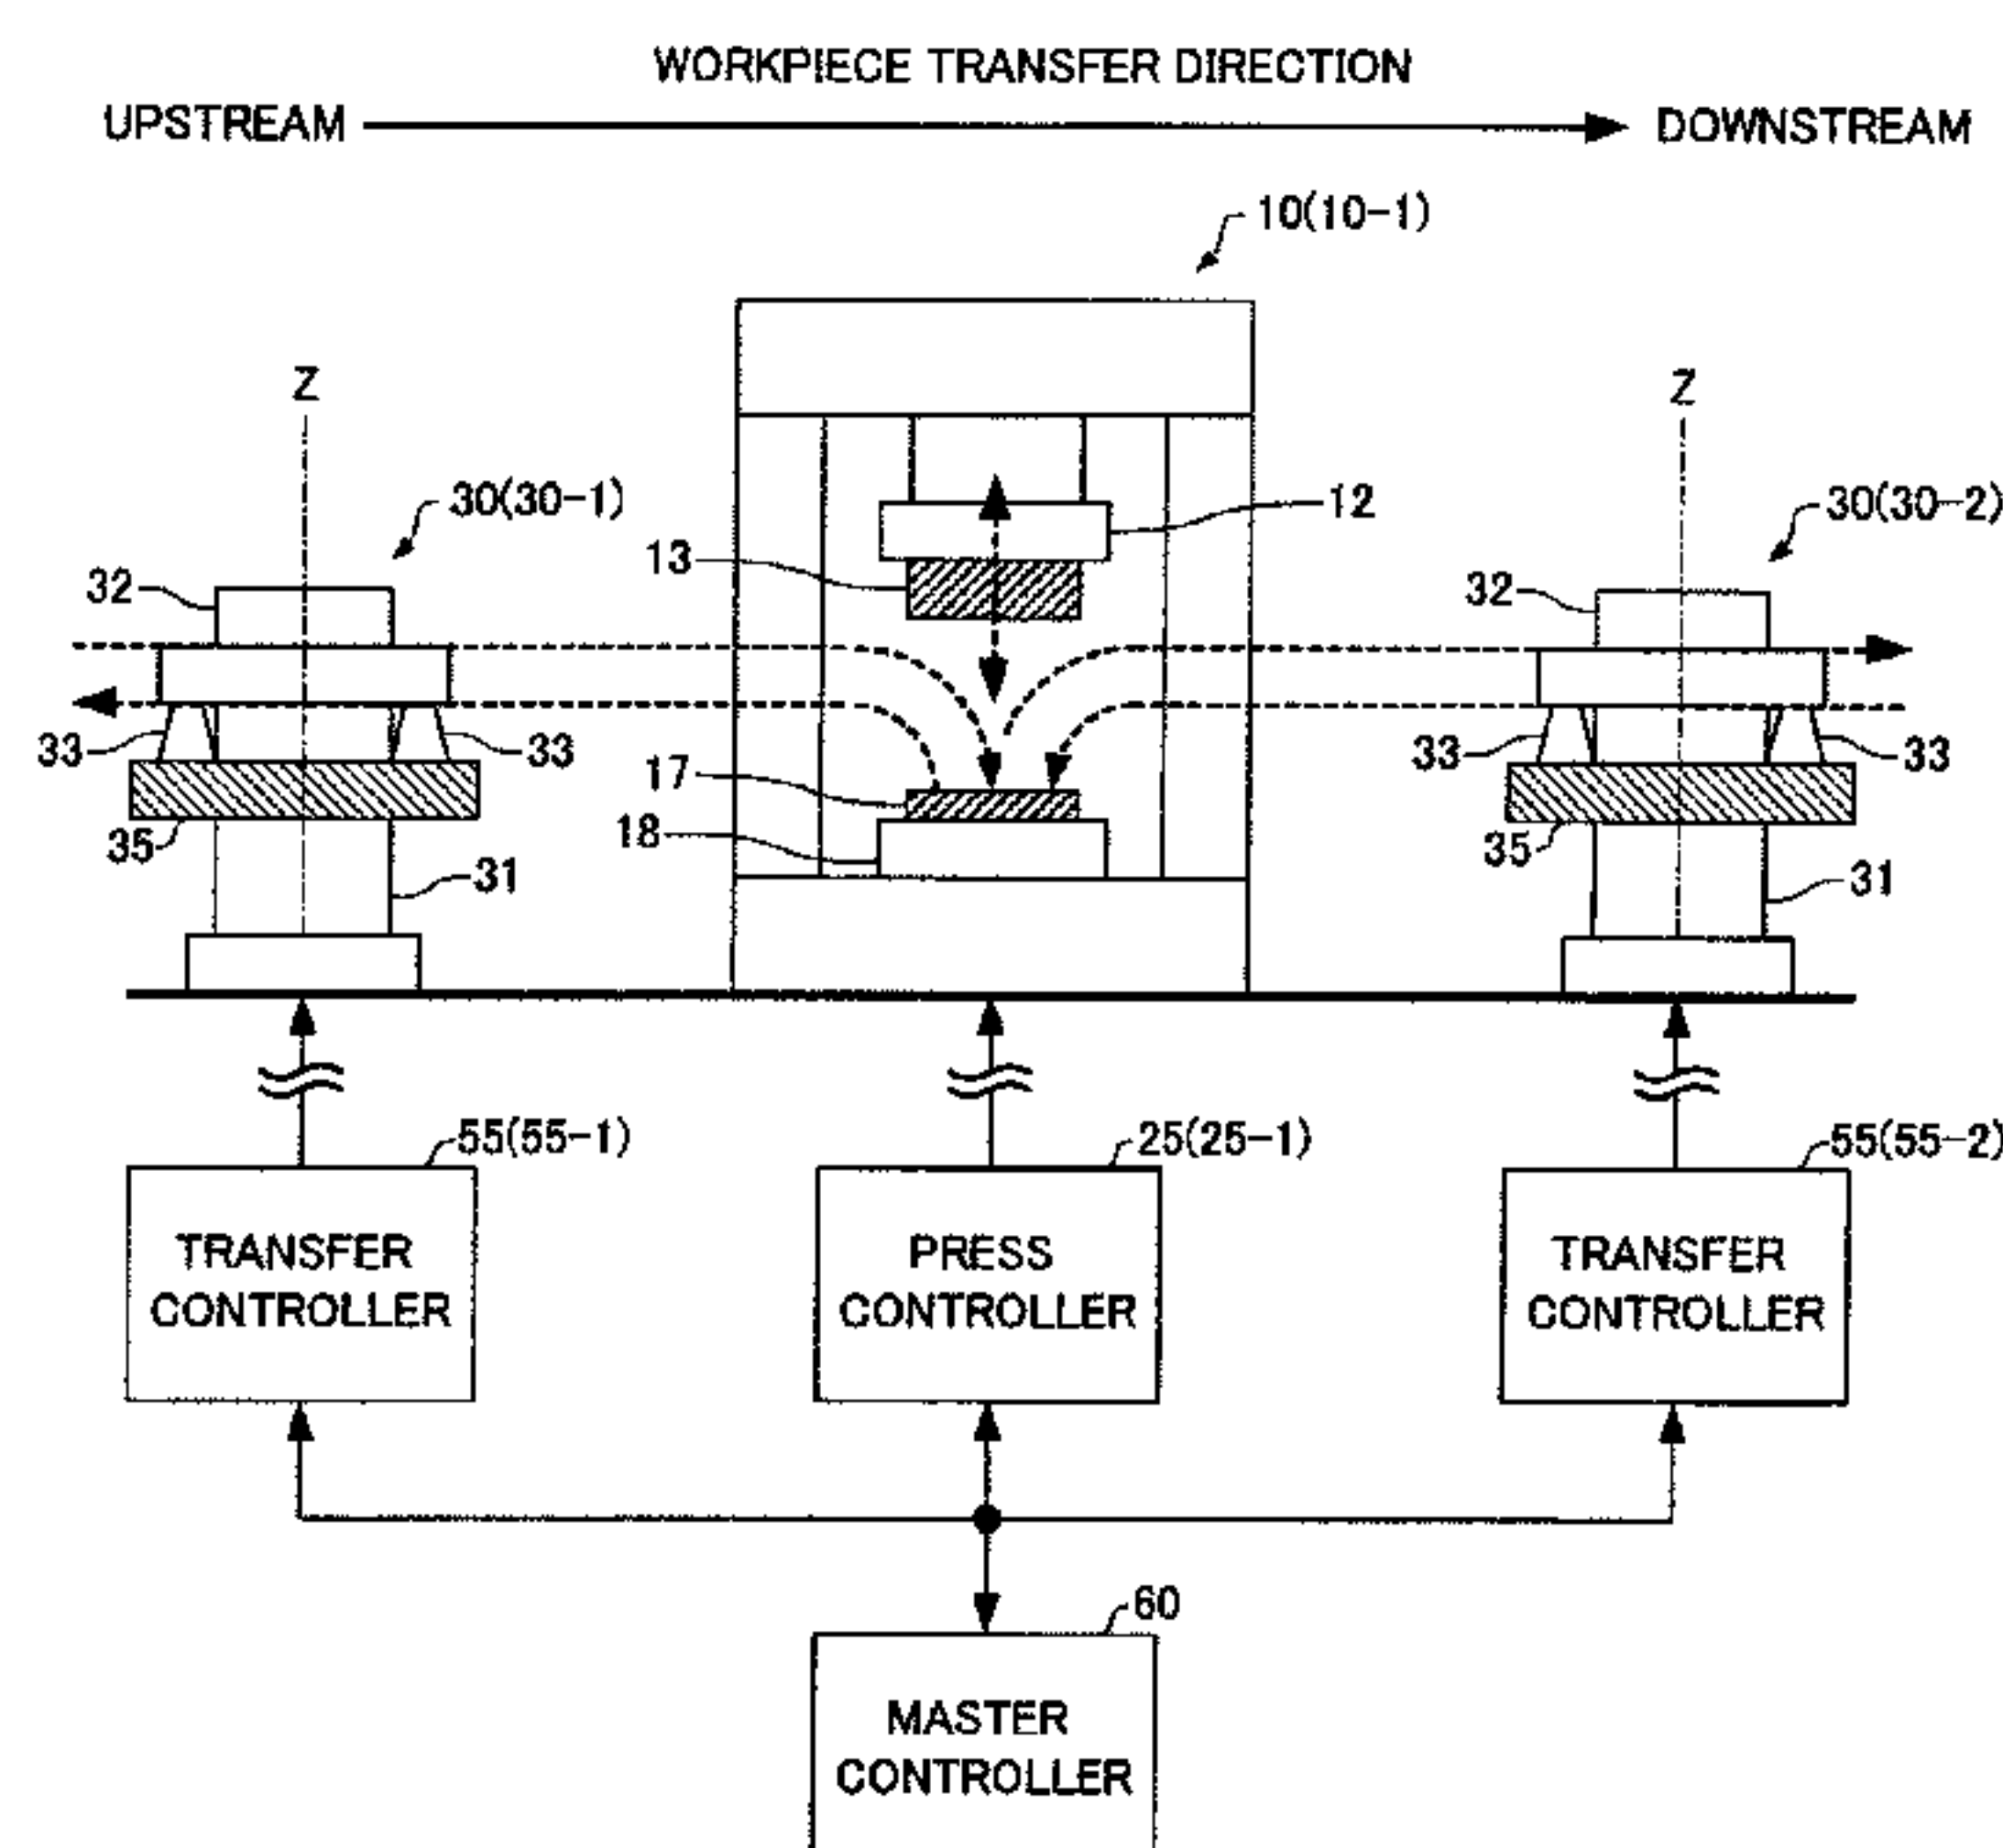 WORKPIECE TRANSFER DIRECTION
UPSTREAM DOWNSTREAM
10(10-1)
Z Z
30(30-1) 12 30(30-2)
13
32 32
33 33 17 33 33
18
35 35
31 31
55(55-1) 25(25-1) 55(55-2)
TRANSFER PRESS TRANSFER
CONTROLLER CONTROLLER CONTROLLER
60
MASTER
CONTROLLER